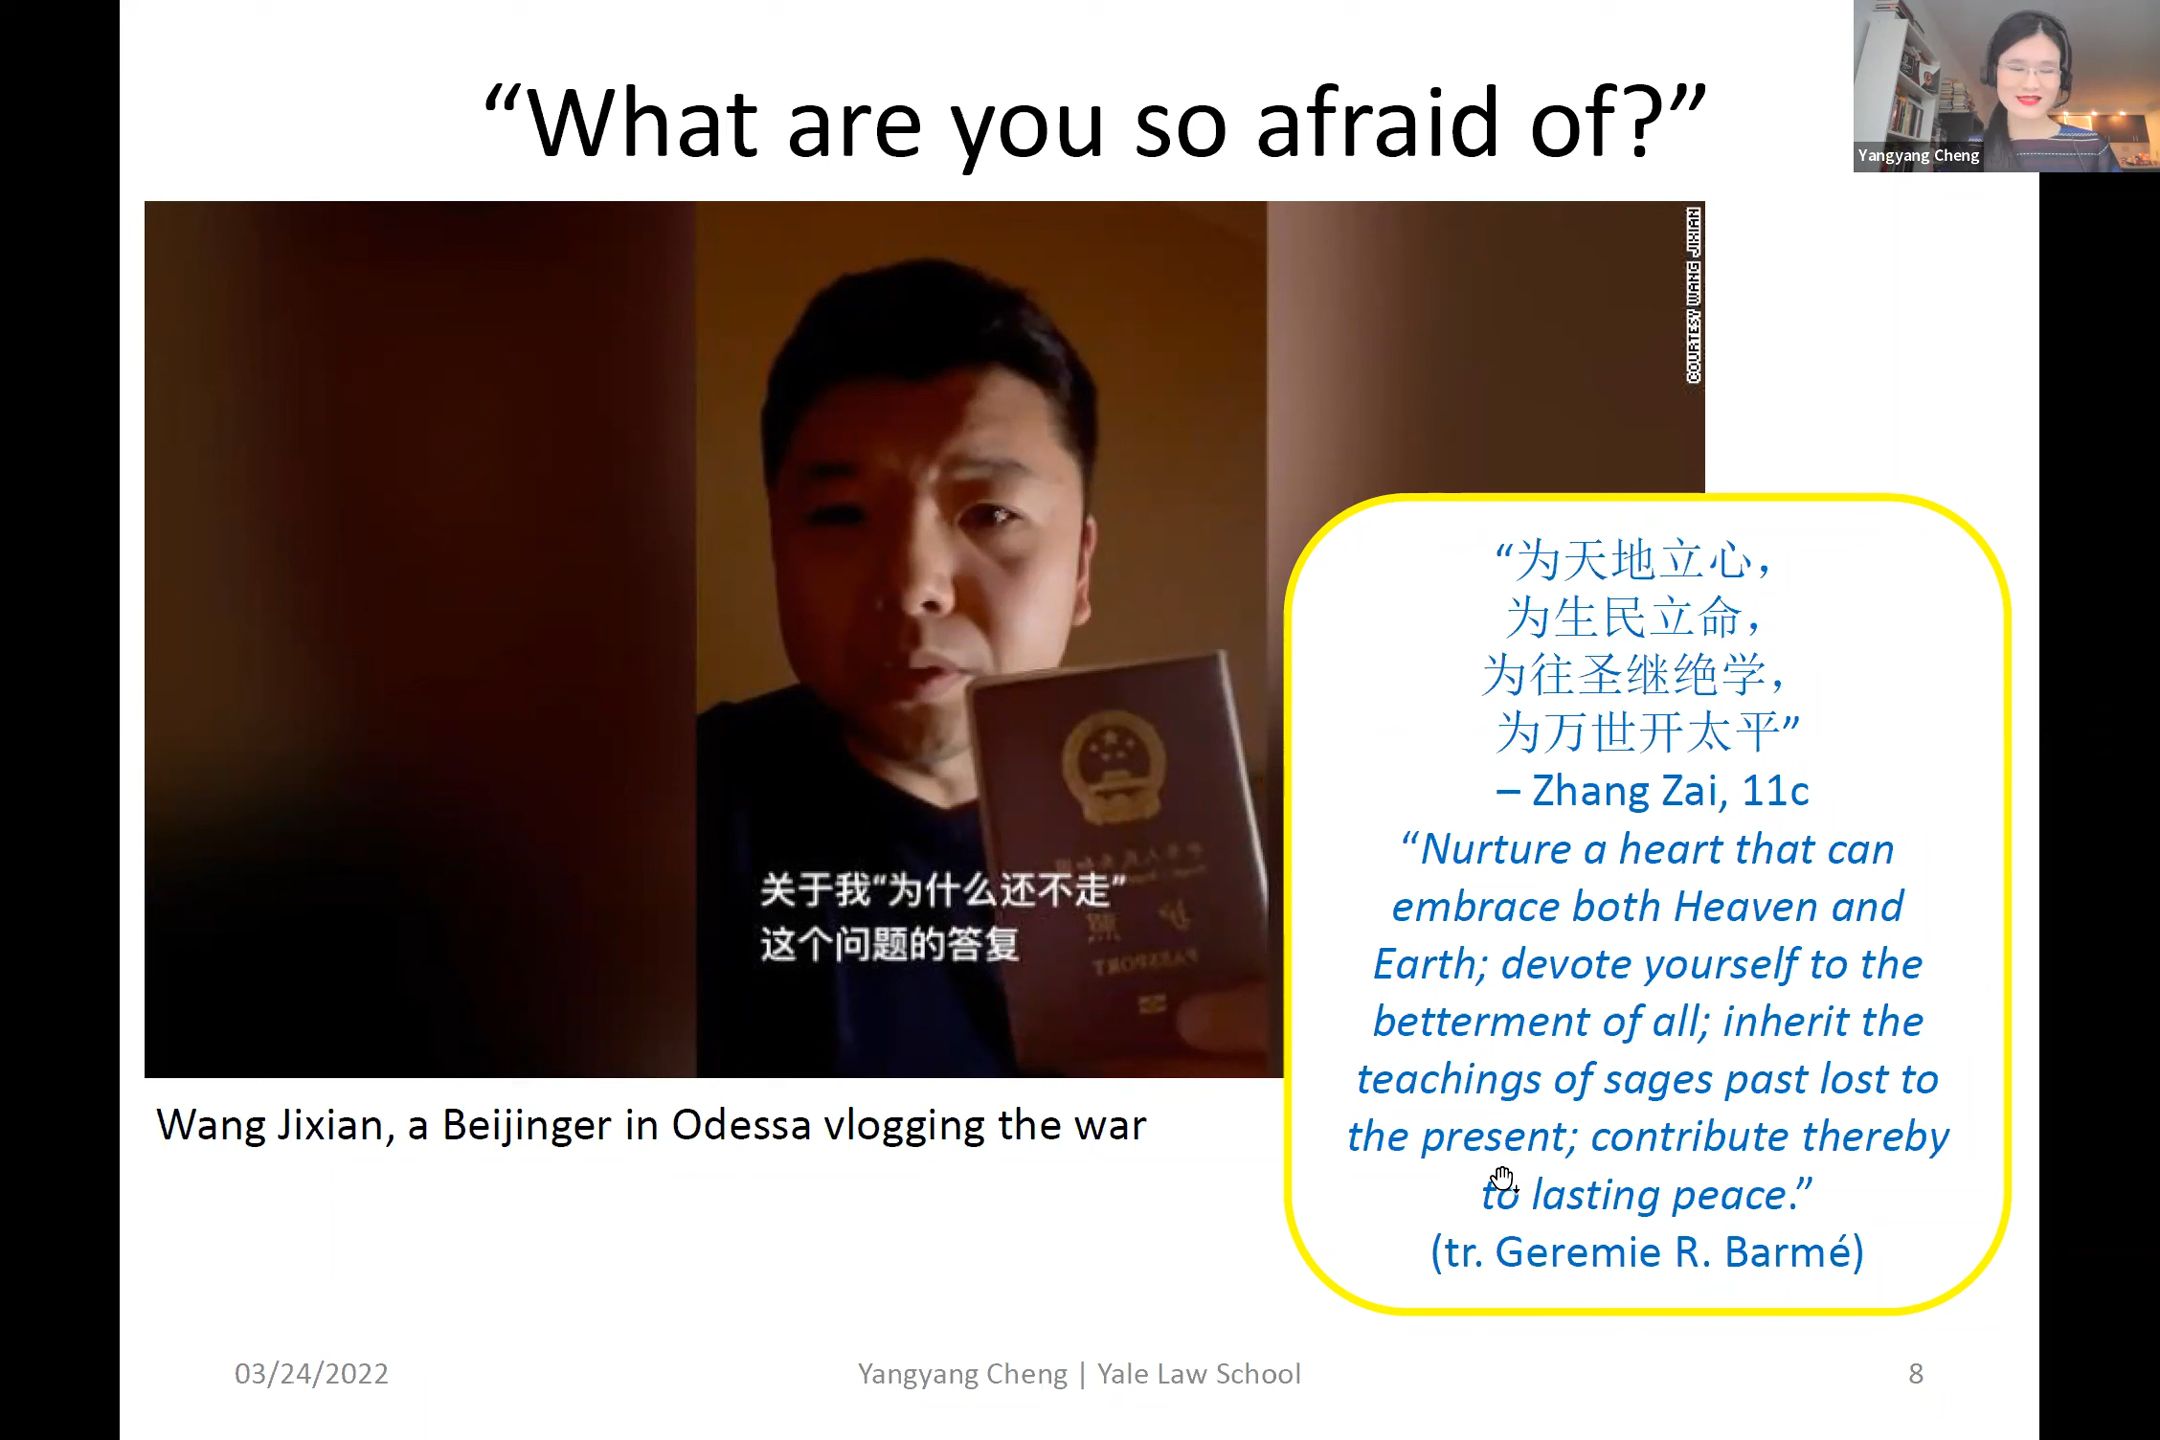 “What are you so afraid of?”
Yangyang Cheng
COURTESY WANG JIXIAN
关于我“为什么还不走”
这个问题的答复
PASSPORT
“为天地立心，
为生民立命，
为往圣继绝学，
为万世开太平”
– Zhang Zai, 11c
“Nurture a heart that can
embrace both Heaven and
Earth; devote yourself to the
betterment of all; inherit the
teachings of sages past lost to
the present; contribute thereby
to lasting peace.”
(tr. Geremie R. Barmé)
Wang Jixian, a Beijinger in Odessa vlogging the war
03/24/2022
Yangyang Cheng | Yale Law School
8